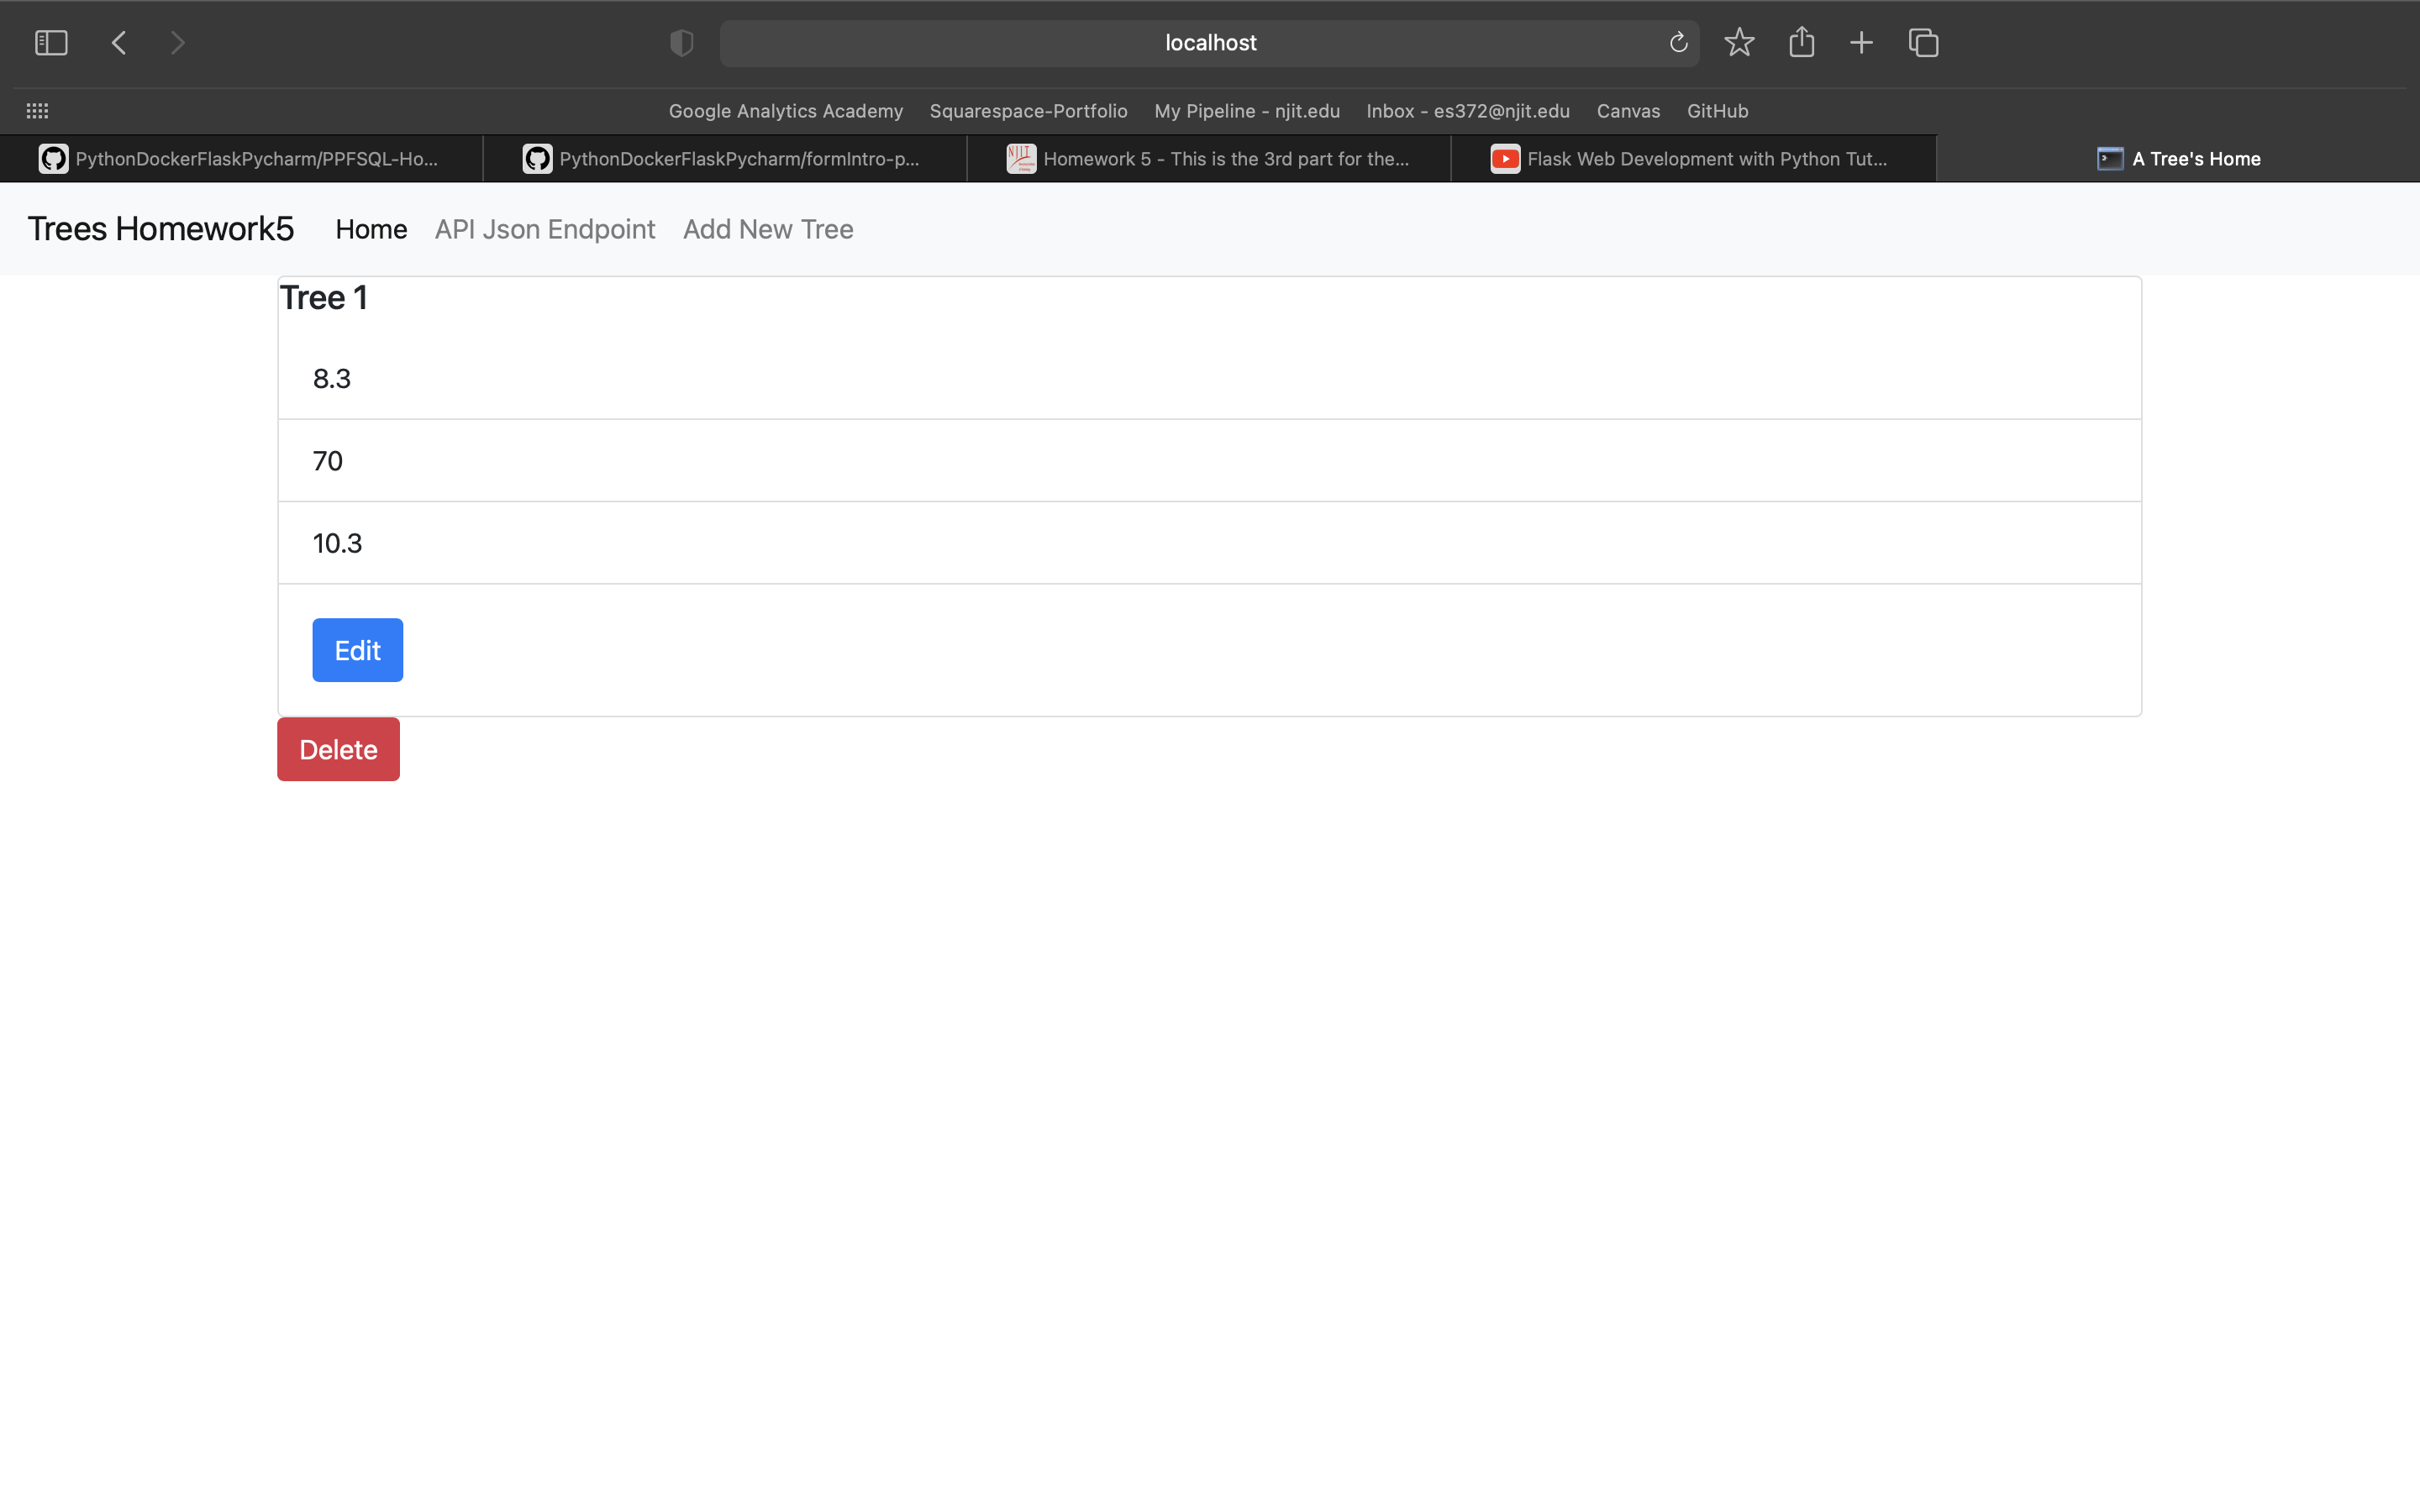 localhost
Google Analytics Academy Squarespace-Portfolio My Pipeline - njit.edu Inbox - es372@njit.edu Canvas GitHub
PythonDockerFlaskPycharm/PPFSQL-Ho... PythonDockerFlaskPycharm/formIntro-p... NJIT Homework 5 - This is the 3rd part for the... Flask Web Development with Python Tut... A Tree's Home
Trees Homework5 Home API Json Endpoint Add New Tree
Tree 1
8.3
70
10.3
Edit
Delete